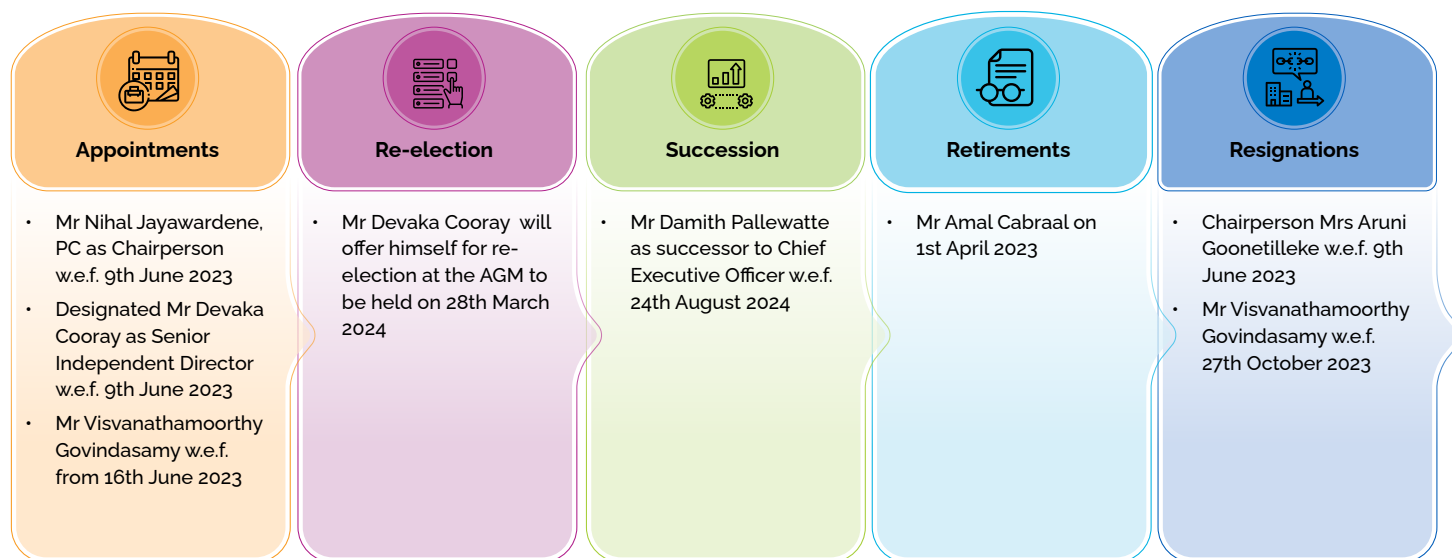 Appointments
• Mr Nihal Jayawardene,
PC as Chairperson
w.e.f. 9th June 2023
• Designated Mr Devaka
Cooray as Senior
Independent Director
w.e.f. 9th June 2023
• Mr Visvanathamoorthy
Govindasamy w.e.f.
from 16th June 2023
Re-election
• Mr Devaka Cooray will
offer himself for re-
election at the AGM to
be held on 28th March
2024
Succession
• Mr Damith Pallewatte
as successor to Chief
Executive Officer w.e.f.
24th August 2024
Retirements
• Mr Amal Cabraal on
1st April 2023
Resignations
• Chairperson Mrs Aruni
Goonetilleke w.e.f. 9th
June 2023
• Mr Visvanathamoorthy
Govindasamy w.e.f.
27th October 2023